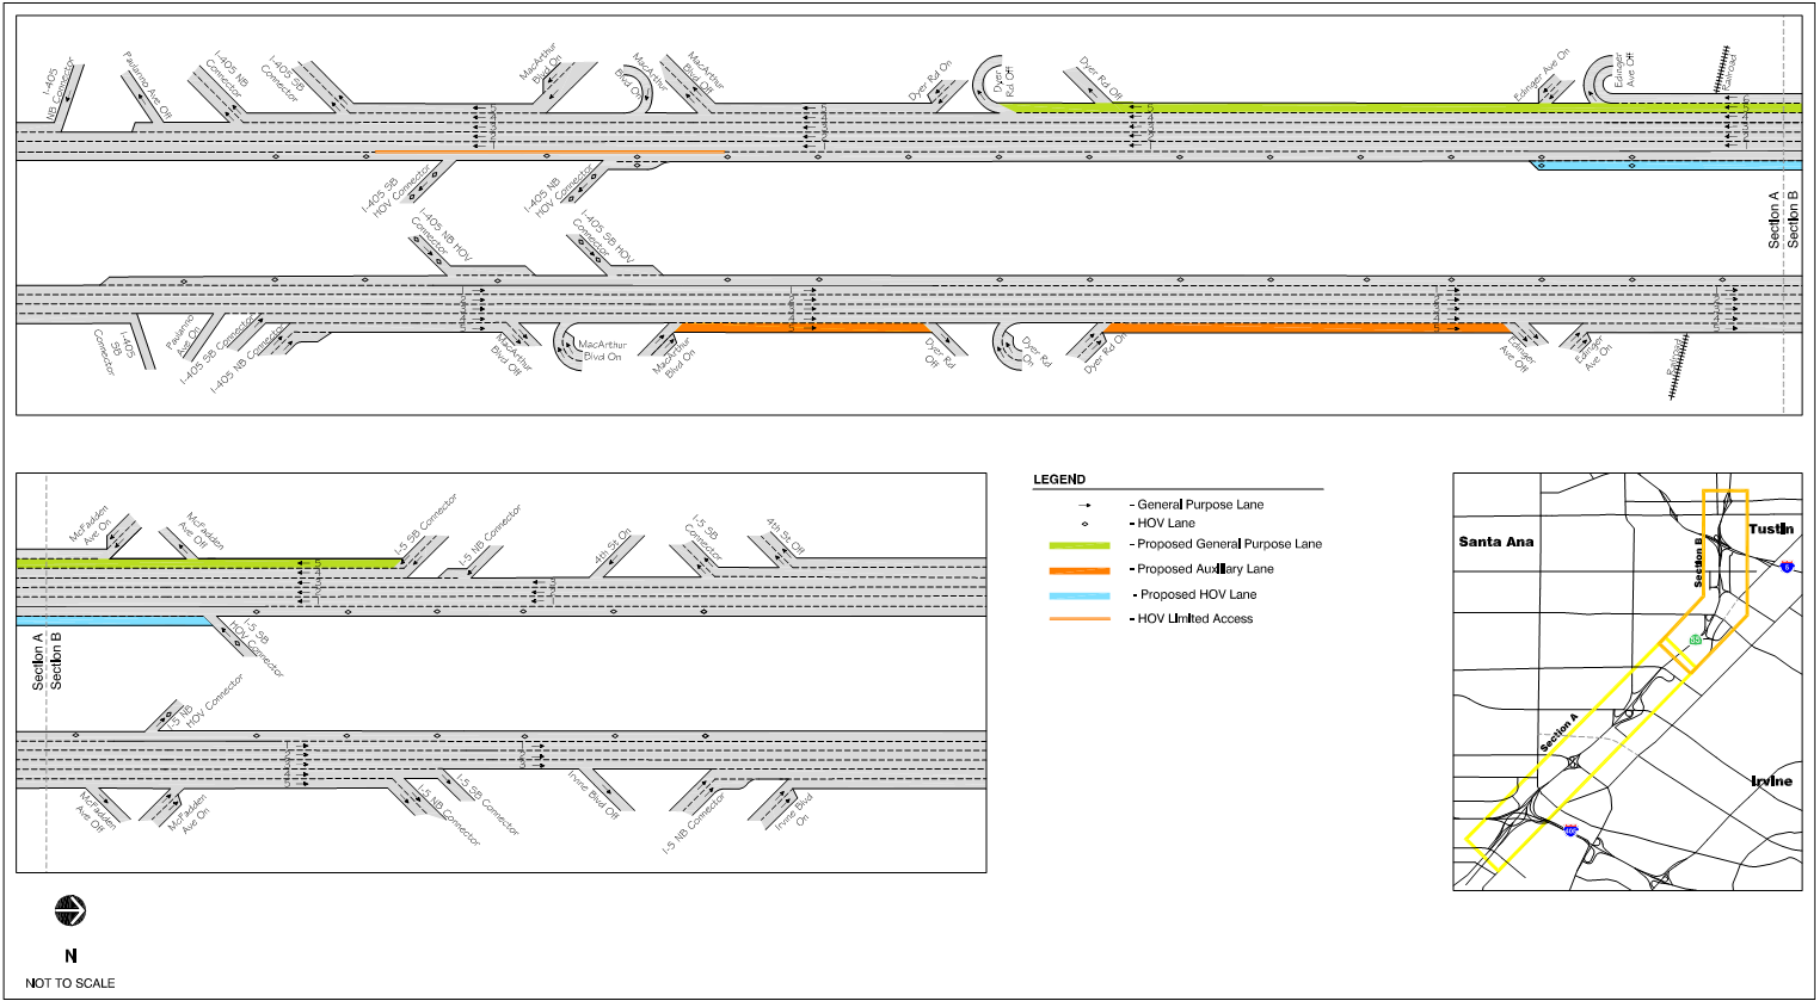 I-405
NB Connector
Paularino Ave Off
I-405 NB
Connector
I-405 SB
Connector
MacArthur
Blvd On
MacArthur
Blvd On
MacArthur
Blvd Off
Dyer Rd On
Dyer
Rd Off
Dyer Rd Off
Edinger Ave On
Edinger
Ave Off
Railroad
I-405 SB
HOV Connector
I-405 NB
HOV Connector
Section A
Section B
I-405 NB HOV
Connector
I-405 SB HOV
Connector
I-405
SB
Connector
Paularino
Ave On
I-405 SB Connector
I-405 NB Connector
MacArthur
Blvd Off
MacArthur
Blvd On
MacArthur
Blvd On
Dyer Rd
Off
Dyer Rd
On
Dyer Rd On
Edinger
Ave Off
Edinger
Ave On
Railroad
McFadden
Ave On
McFadden
Ave Off
I-5 SB Connector
I-5 NB Connector
4th St On
I-5 SB
Connector
4th St Off
Section A
Section B
I-5 SB
HOV Connector
I-5 NB
HOV Connector
McFadden
Ave Off
McFadden
Ave On
I-5 NB Connector
I-5 SB Connector
Irvine Blvd Off
I-5 NB Connector
Irvine Blvd
On
LEGEND
- General Purpose Lane
- HOV Lane
- Proposed General Purpose Lane
- Proposed Auxiliary Lane
- Proposed HOV Lane
- HOV Limited Access
Santa Ana
Tustin
Section B
5
55
Section A
Irvine
405
N
NOT TO SCALE